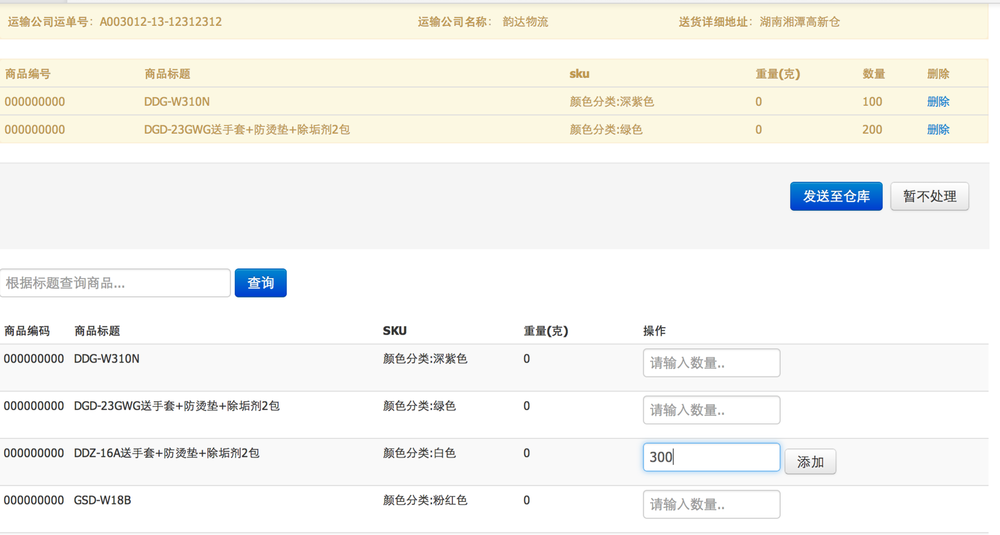 运输公司运单号：A003012-13-12312312 运输公司名称： 韵达物流 送货详细地址：湖南湘潭高新仓
商品编号 商品标题 sku 重量(克) 数量 删除
000000000 DDG-W310N 颜色分类:深紫色 0 100 删除
000000000 DGD-23GWG送手套+防烫垫+除垢剂2包 颜色分类:绿色 0 200 删除
发送至仓库 暂不处理
根据标题查询商品... 查询
商品编码 商品标题 SKU 重量(克) 操作
000000000 DDG-W310N 颜色分类:深紫色 0 请输入数量..
000000000 DGD-23GWG送手套+防烫垫+除垢剂2包 颜色分类:绿色 0 请输入数量..
000000000 DDZ-16A送手套+防烫垫+除垢剂2包 颜色分类:白色 0 300 添加
000000000 GSD-W18B 颜色分类:粉红色 0 请输入数量..